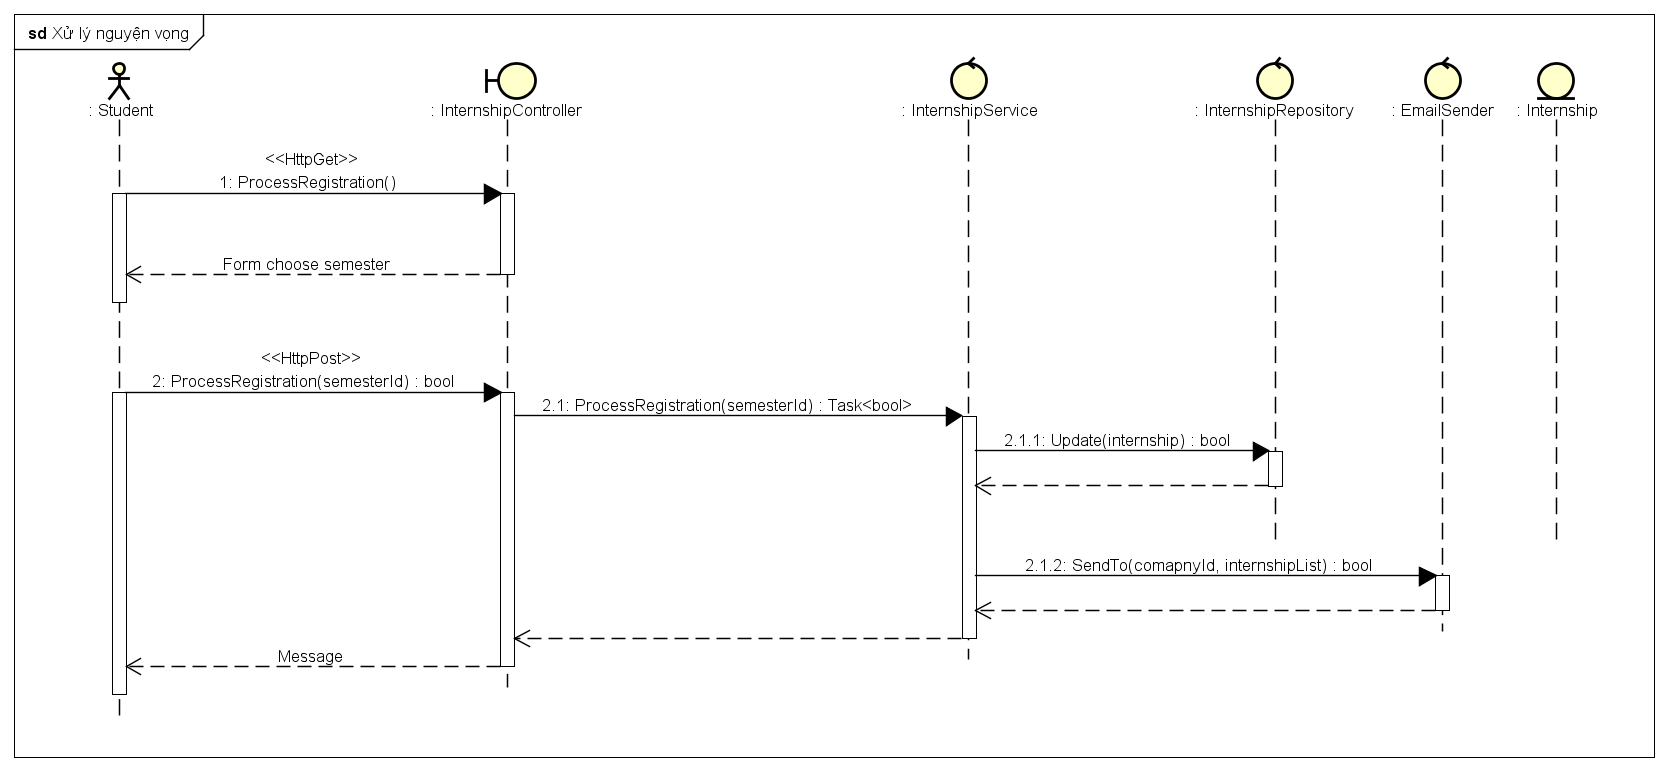 sd Xử lý nguyện vọng
: Student
: InternshipController
: InternshipService
: InternshipRepository
: EmailSender
: Internship
<<HttpGet>>
1: ProcessRegistration()
Form choose semester
<<HttpPost>>
2: ProcessRegistration(semesterId) : bool
2.1: ProcessRegistration(semesterId) : Task<bool>
2.1.1: Update(internship) : bool
2.1.2: SendTo(comapnyId, internshipList) : bool
Message